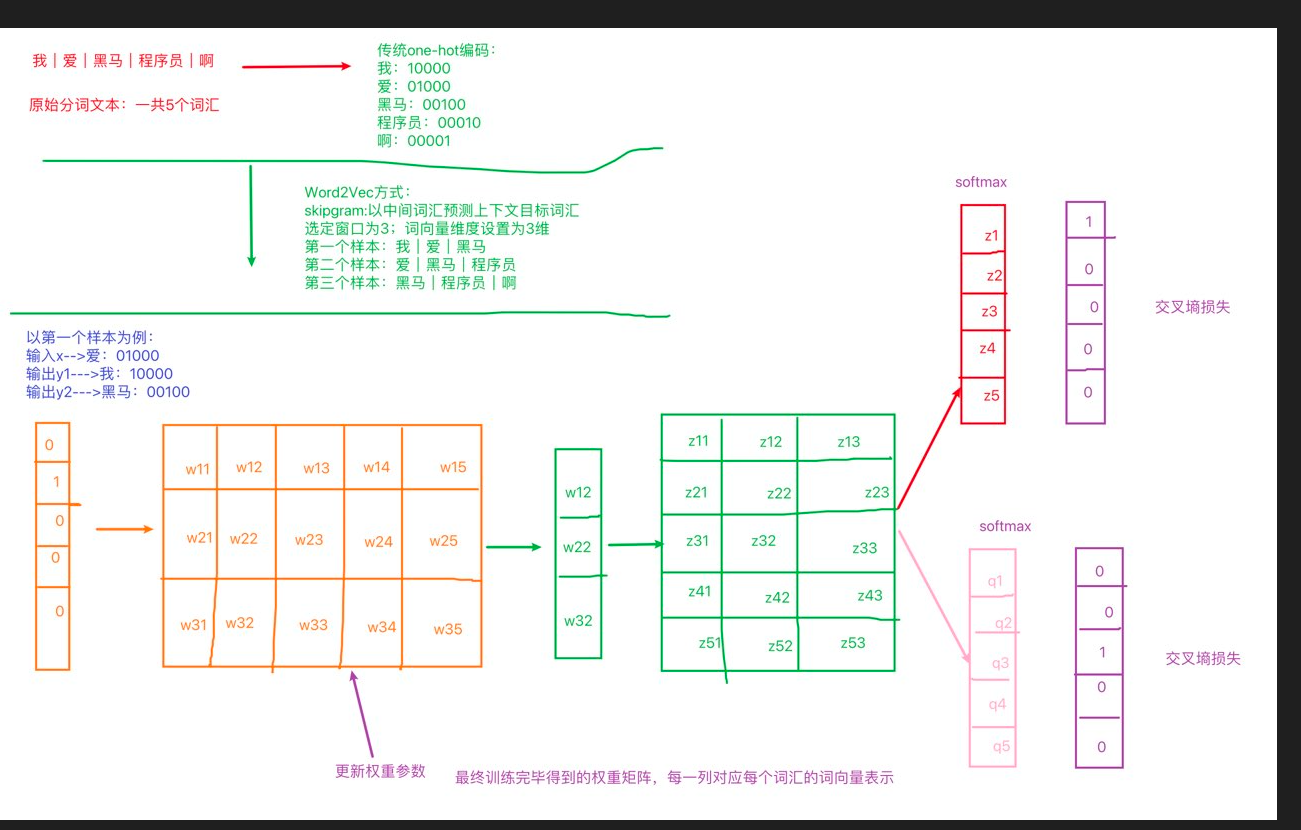 我｜爱｜黑马｜程序员｜啊
原始分词文本：一共5个词汇
传统one-hot编码：
我：10000
爱：01000
黑马：00100
程序员：00010
啊：00001
Word2Vec方式：
skipgram:以中间词汇预测上下文目标词汇
选定窗口为3；词向量维度设置为3维
第一个样本：我｜爱｜黑马
第二个样本：爱｜黑马｜程序员
第三个样本：黑马｜程序员｜啊
以第一个样本为例：
输入x-->爱：01000
输出y1--->我：10000
输出y2--->黑马：00100
0
1
0
0
0
w11 w12 w13 w14 w15
w21 w22 w23 w24 w25
w31 w32 w33 w34 w35
更新权重参数
w12
w22
w32
z11 z12 z13
z21 z22 z23
z31 z32 z33
z41 z42 z43
z51 z52 z53
softmax
z1
z2
z3
z4
z5
1
0
0
0
0
交叉墒损失
softmax
q1
q2
q3
q4
q5
0
0
1
0
0
交叉墒损失
最终训练完毕得到的权重矩阵，每一列对应每个词汇的词向量表示